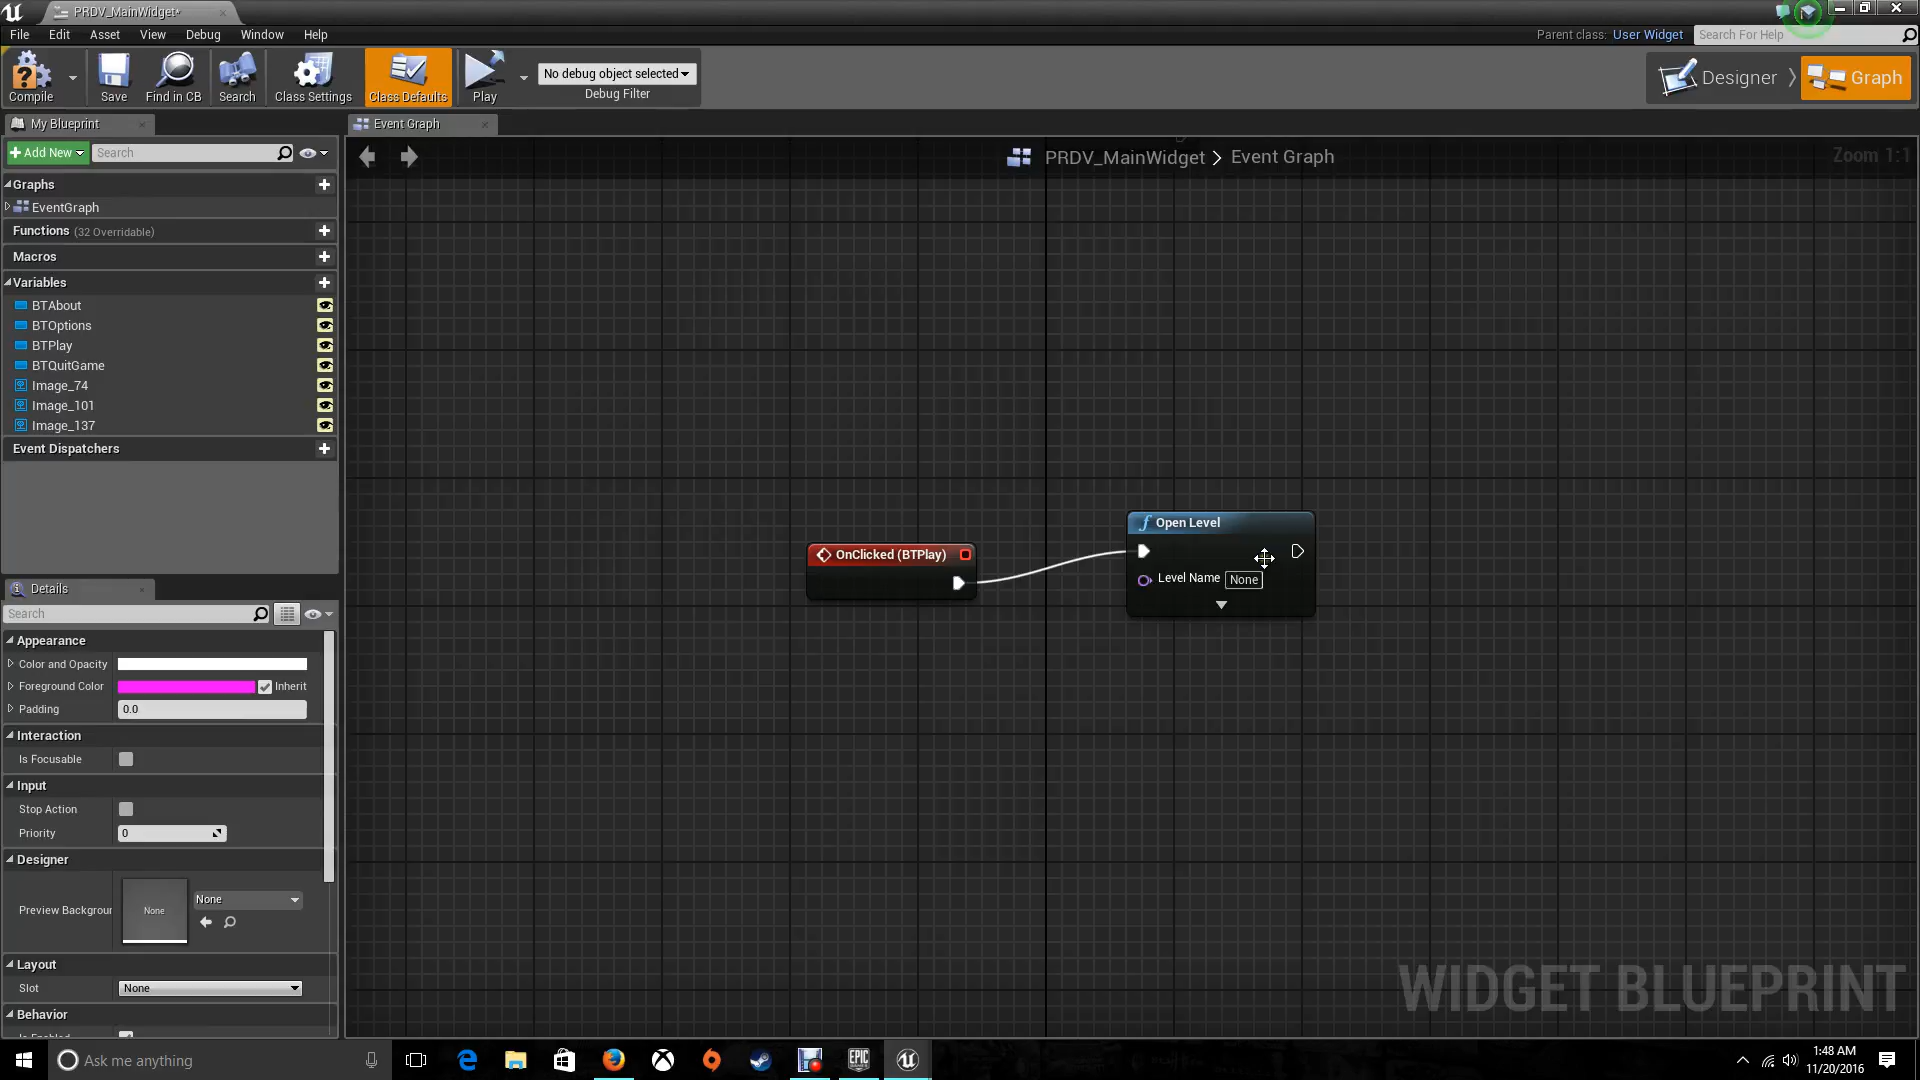 PRDV_MainWidget*
File Edit Asset View Debug Window Help
Parent class: User Widget Search For Help
Compile Save Find in CB Search Class Settings Class Defaults Play
No debug object selected
Debug Filter
Designer Graph
My Blueprint
Event Graph
Add New Search
PRDV_MainWidget > Event Graph
Zoom 1:1
Graphs
EventGraph
Functions (32 Overridable)
Macros
Variables
BTAbout
BTOptions
BTPlay
BTQuitGame
Image_74
Image_101
Image_137
Event Dispatchers
OnClicked (BTPlay)
f Open Level
Level Name None
Details
Search
Appearance
Color and Opacity
Foreground Color Inherit
Padding 0.0
Interaction
Is Focusable
Input
Stop Action
Priority 0
Designer
Preview Backgrour None None
Layout
Slot None
Behavior
WIDGET BLUEPRINT
Ask me anything
EPIC GAMES
1:48 AM
11/20/2016